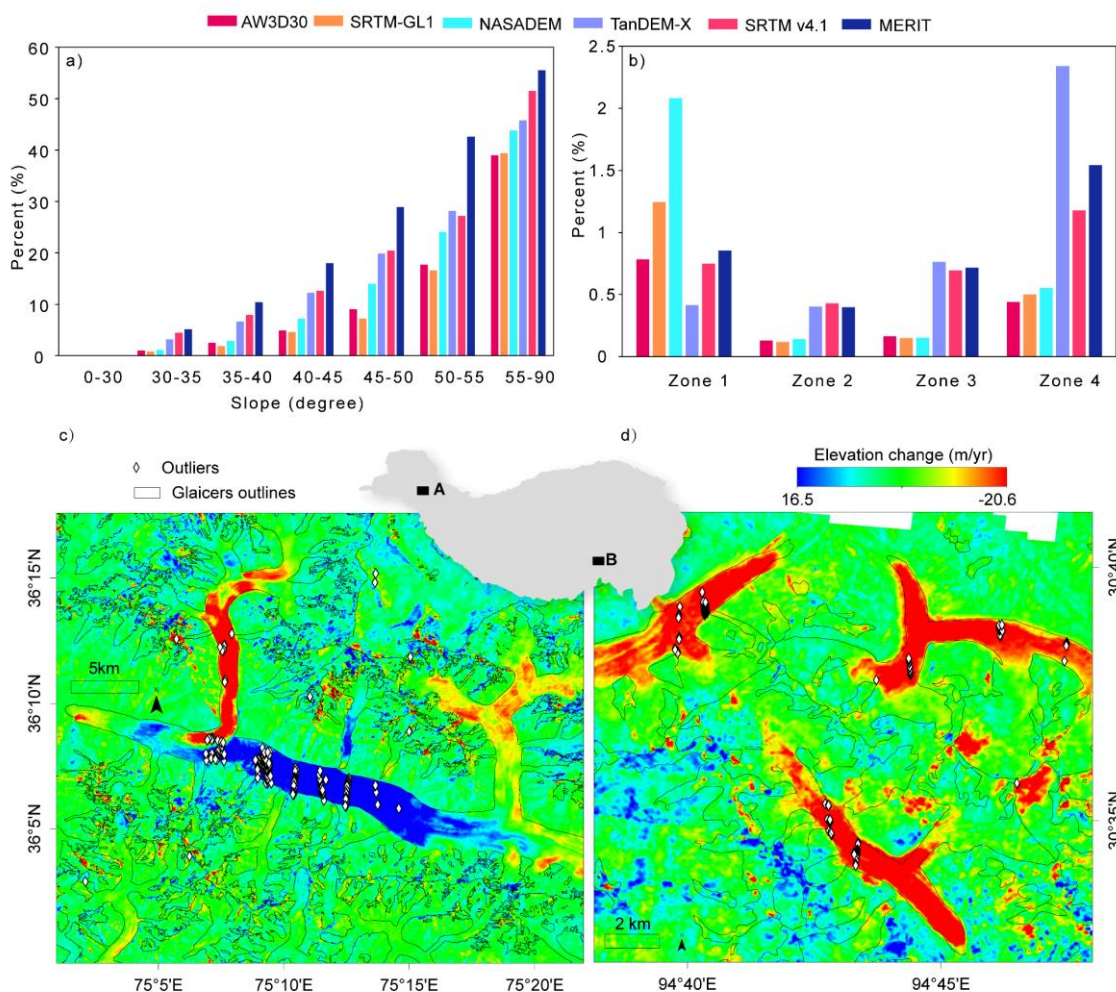 AW3D30 SRTM-GL1 NASADEM TanDEM-X SRTM v4.1 MERIT
a)
60
50
40
30
20
10
0
Percent (%)
0-30 30-35 35-40 40-45 45-50 50-55 55-90
Slope (degree)
b)
2.5
2
1.5
1
0.5
0
Percent (%)
Zone 1 Zone 2 Zone 3 Zone 4
c)
Outliers
Glaicers outlines
A
B
d)
Elevation change (m/yr)
16.5 -20.6
36°15'N
36°10'N
36°5'N
5km
75°5'E 75°10'E 75°15'E 75°20'E
30°40'N
30°35'N
2 km
94°40'E 94°45'E